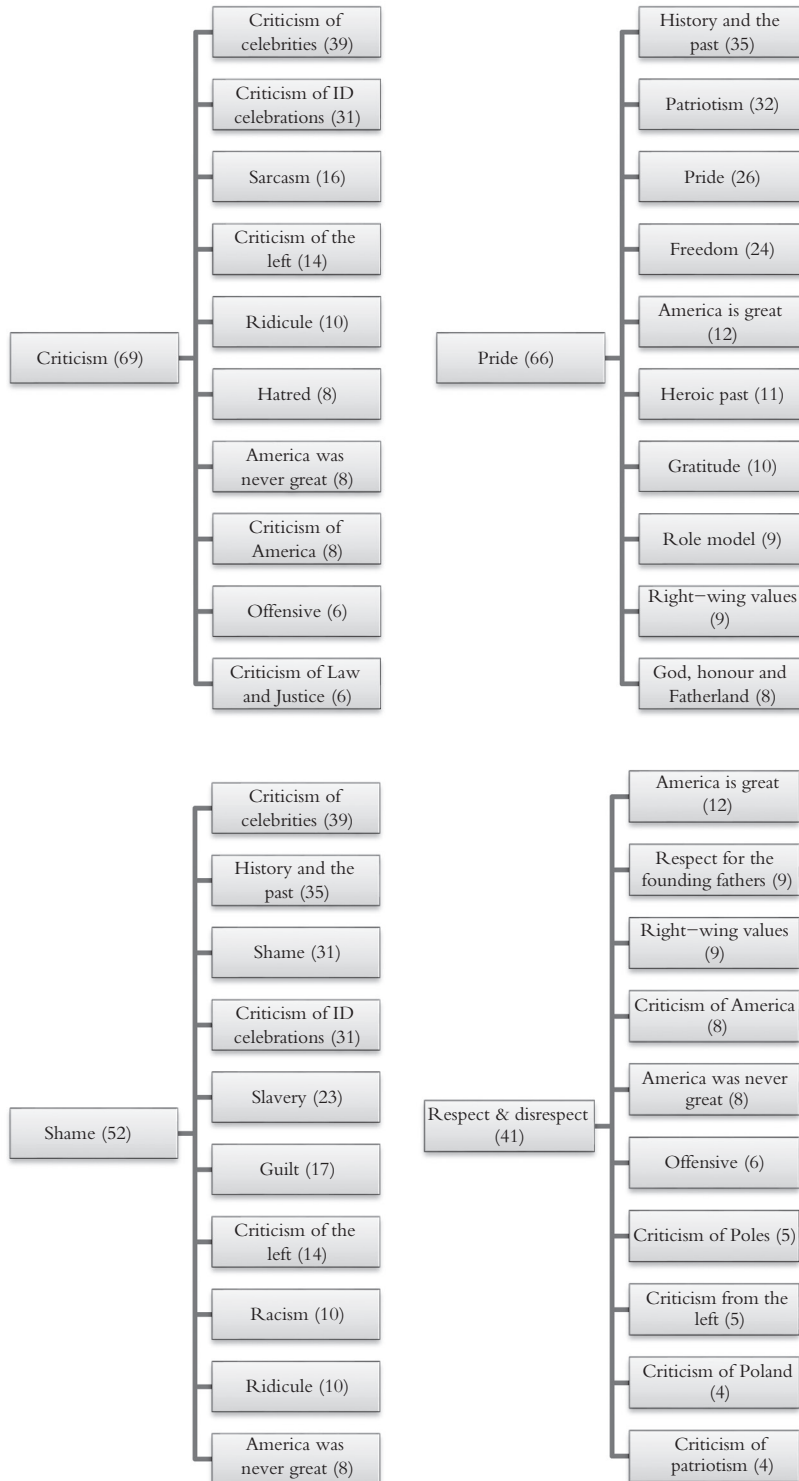 Criticism (69)
Criticism of
celebrities (39)
Criticism of ID
celebrations (31)
Sarcasm (16)
Criticism of the
left (14)
Ridicule (10)
Hatred (8)
America was
never great (8)
Criticism of
America (8)
Offensive (6)
Criticism of Law
and Justice (6)
Pride (66)
History and the
past (35)
Patriotism (32)
Pride (26)
Freedom (24)
America is great
(12)
Heroic past (11)
Gratitude (10)
Role model (9)
Right−wing values
(9)
God, honour and
Fatherland (8)
Shame (52)
Criticism of
celebrities (39)
History and the
past (35)
Shame (31)
Criticism of ID
celebrations (31)
Slavery (23)
Guilt (17)
Criticism of the
left (14)
Racism (10)
Ridicule (10)
America was
never great (8)
Respect & disrespect
(41)
America is great
(12)
Respect for the
founding fathers (9)
Right−wing values
(9)
Criticism of America
(8)
America was never
great (8)
Offensive (6)
Criticism of Poles (5)
Criticism from the
left (5)
Criticism of Poland
(4)
Criticism of
patriotism (4)